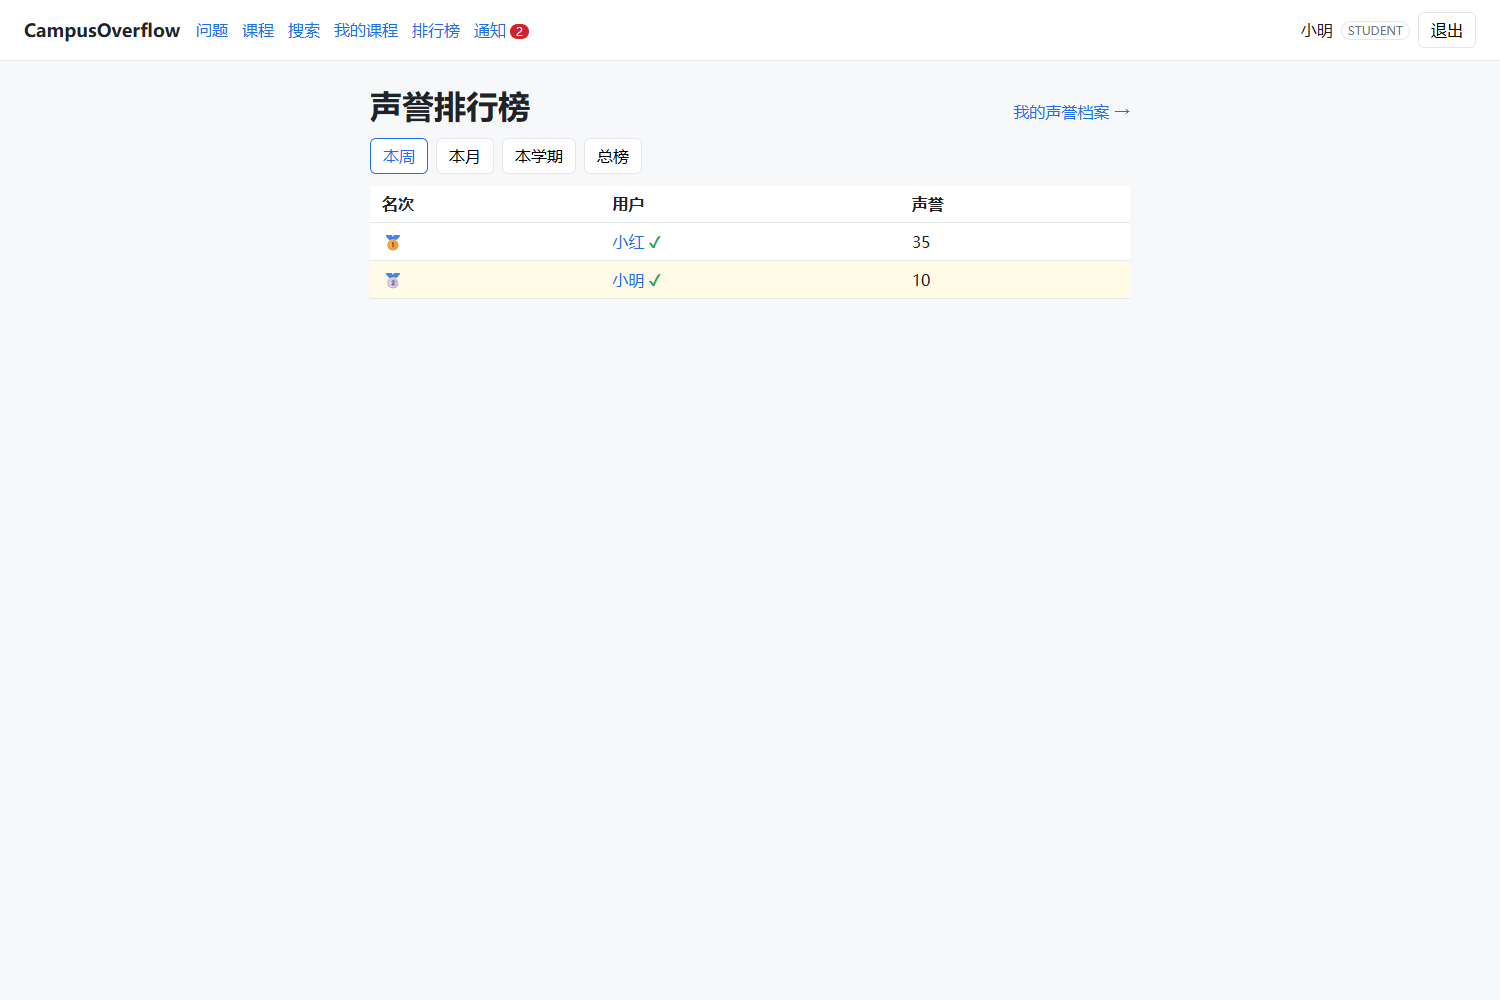 CampusOverflow 问题 课程 搜索 我的课程 排行榜 通知 2 小明 STUDENT 退出
声誉排行榜 我的声誉档案 →
本周 本月 本学期 总榜
名次 用户 声誉
🥇 小红 ✓ 35
🥈 小明 ✓ 10